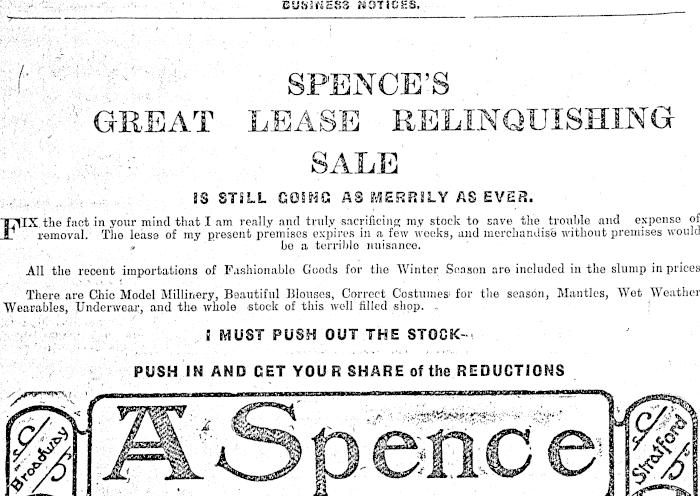 BUSINESS NOTICES.
SPENCE'S
GREAT LEASE RELINQUISHING
SALE
IS STILL GOING AS MERRILY AS EVER.
FIX the fact in your mind that I am really and truly sacrificing my stock to save the trouble and expense of
removal. The lease of my present premises expires in a few weeks, and merchandise without premises would
be a terrible nuisance.
All the recent importations of Fashionable Goods for the Winter Season are included in the slump in prices
There are Chic Model Millinery, Beautiful Blouses, Correct Costumes for the season, Mantles, Wet Weather
Wearables, Underwear, and the whole stock of this well filled shop.
I MUST PUSH OUT THE STOCK--
PUSH IN AND GET YOUR SHARE of the REDUCTIONS
Broadway
A Spence
Stratford